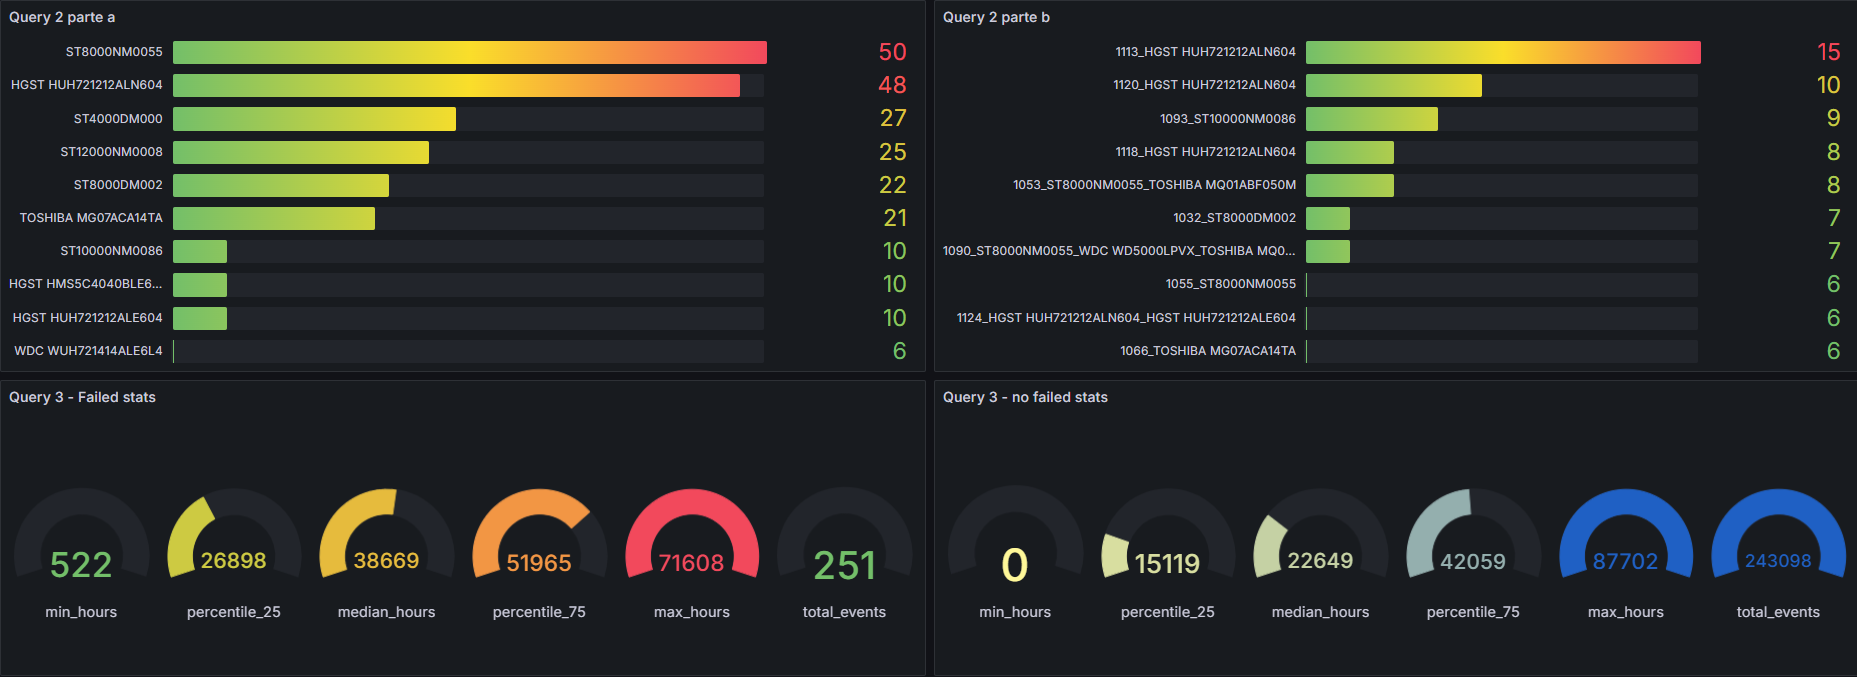 Query 2 parte a
ST8000NM0055 50
HGST HUH721212ALN604 48
ST4000DM000 27
ST12000NM0008 25
ST8000DM002 22
TOSHIBA MG07ACA14TA 21
ST10000NM0086 10
HGST HMS5C4040BLE6... 10
HGST HUH721212ALE604 10
WDC WUH721414ALE6L4 6
Query 2 parte b
1113_HGST HUH721212ALN604 15
1120_HGST HUH721212ALN604 10
1093_ST10000NM0086 9
1118_HGST HUH721212ALN604 8
1053_ST8000NM0055_TOSHIBA MQ01ABF050M 8
1032_ST8000DM002 7
1090_ST8000NM0055_WDC WD5000LPVX_TOSHIBA MQ0... 7
1055_ST8000NM0055 6
1124_HGST HUH721212ALN604_HGST HUH721212ALE604 6
1066_TOSHIBA MG07ACA14TA 6
Query 3 - Failed stats
522 26898 38669 51965 71608 251
min_hours percentile_25 median_hours percentile_75 max_hours total_events
Query 3 - no failed stats
0 15119 22649 42059 87702 243098
min_hours percentile_25 median_hours percentile_75 max_hours total_events